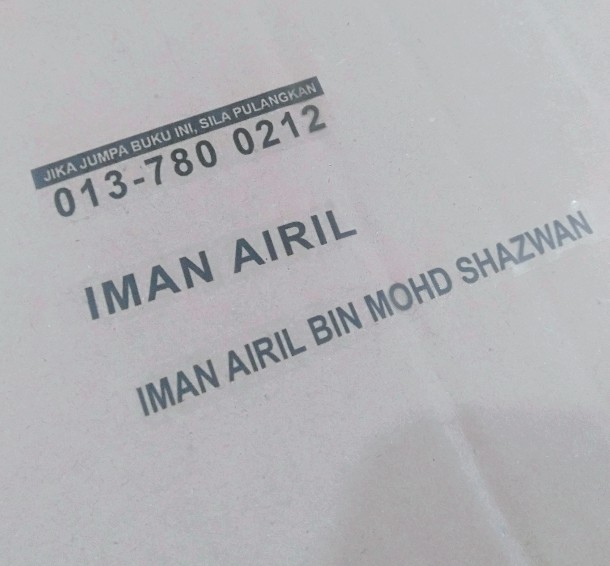 JIKA JUMPA BUKU INI, SILA PULANGKAN
013-780 0212
IMAN AIRIL
IMAN AIRIL BIN MOHD SHAZWAN